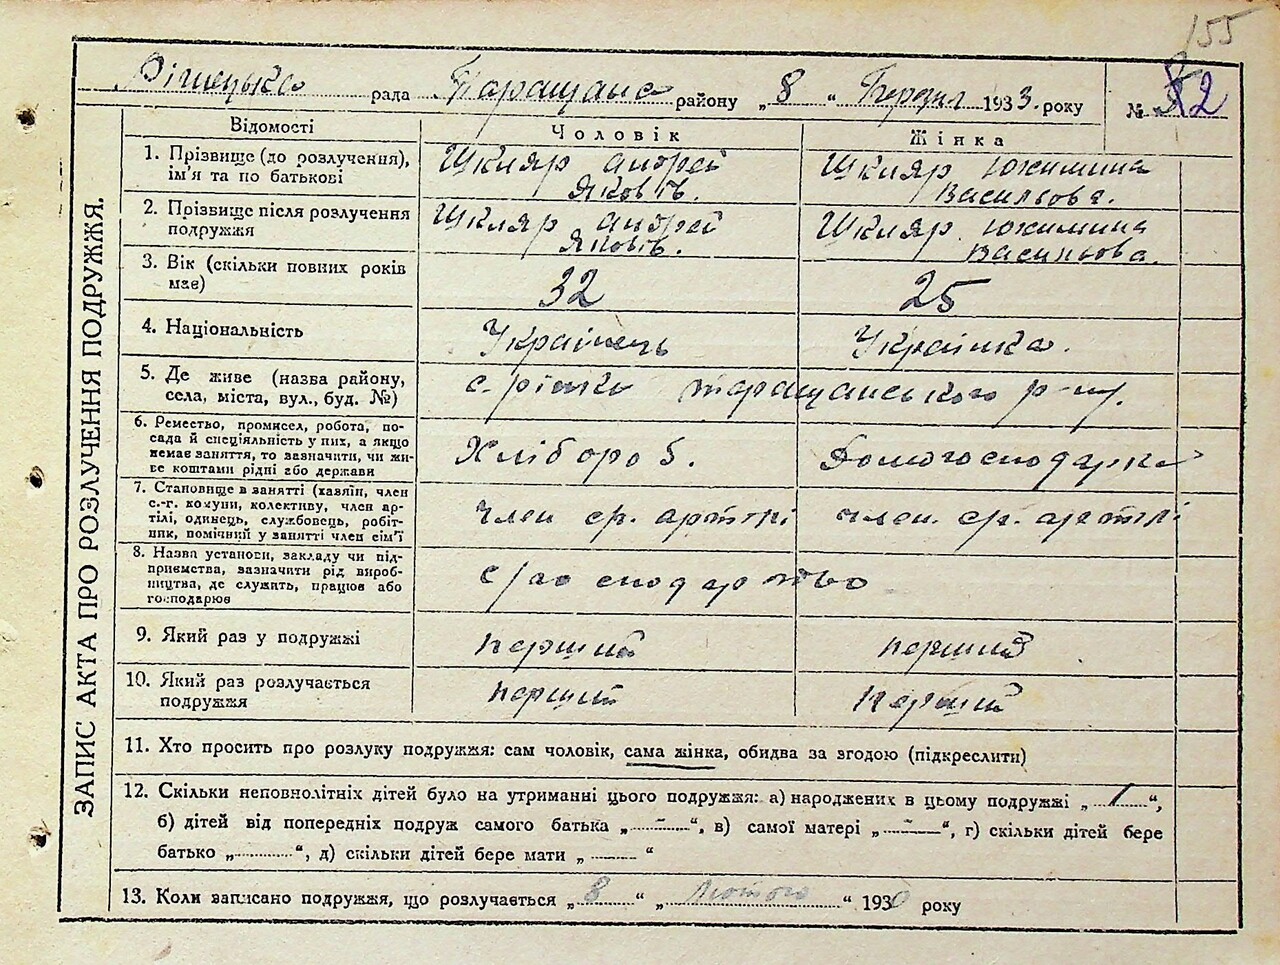 155
рада Таращанс району „8“ Березня 1933 року № 12
ЗАПИС АКТА ПРО РОЗЛУЧЕННЯ ПОДРУЖЖЯ.
Відомості Чоловік Жінка
1. Прізвище (до розлучення), ім'я та по батькові
Шкляр Андрей Яковів.
Шкляр Васильова.
2. Прізвище після розлучення подружжя
Шкляр Андрей Яковів.
Шкляр Васильова.
3. Вік (скільки повних років має)
32 25
4. Національність Українець Українка.
5. Де живе (назва району, села, міста, вул., буд. №)
с. Ріжки Таращанського р-ну.
6. Ремество, промисел, робота, посада й спеціяльність у них, а якщо немає заняття, то зазначити, чи живе коштами рідні або держави
Хлібороб. Домогосподарка
7. Становище в занятті (хазяїн, член с.-г. комуни, колективу, член артілі, одинець, службовець, робітник, помічний у занятті член сім'ї
член ср. артілі член. ср. артілі
8. Назва установи, закладу чи підприємства, зазначити рід виробництва, де служить, працює або господарює
9. Який раз у подружжі перший перший
10. Який раз розлучається подружжя перший перший
11. Хто просить про розлуку подружжя: сам чоловік, сама жінка, обидва за згодою (підкреслити)
12. Скільки неповнолітніх дітей було на утриманні цього подружжя: а) народжених в цьому подружжі „ 1 “,
б) дітей від попередніх подруж самого батька „ – “, в) самої матері „ – “, г) скільки дітей бере
батько „ “, д) скільки дітей бере мати „ “
13. Коли записано подружжя, що розлучається „ 8 “ „ лютого “ 1930 року